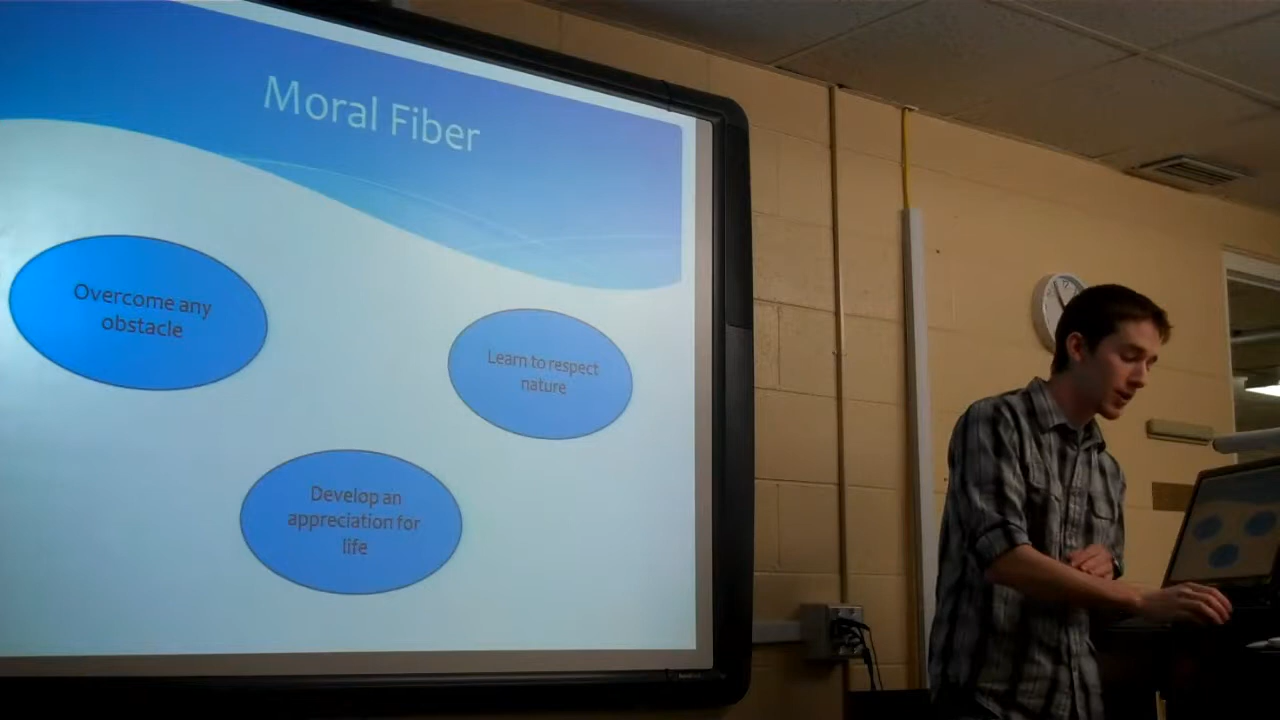 Moral Fiber
Overcome any
obstacle
Learn to respect
nature
Develop an
appreciation for
life